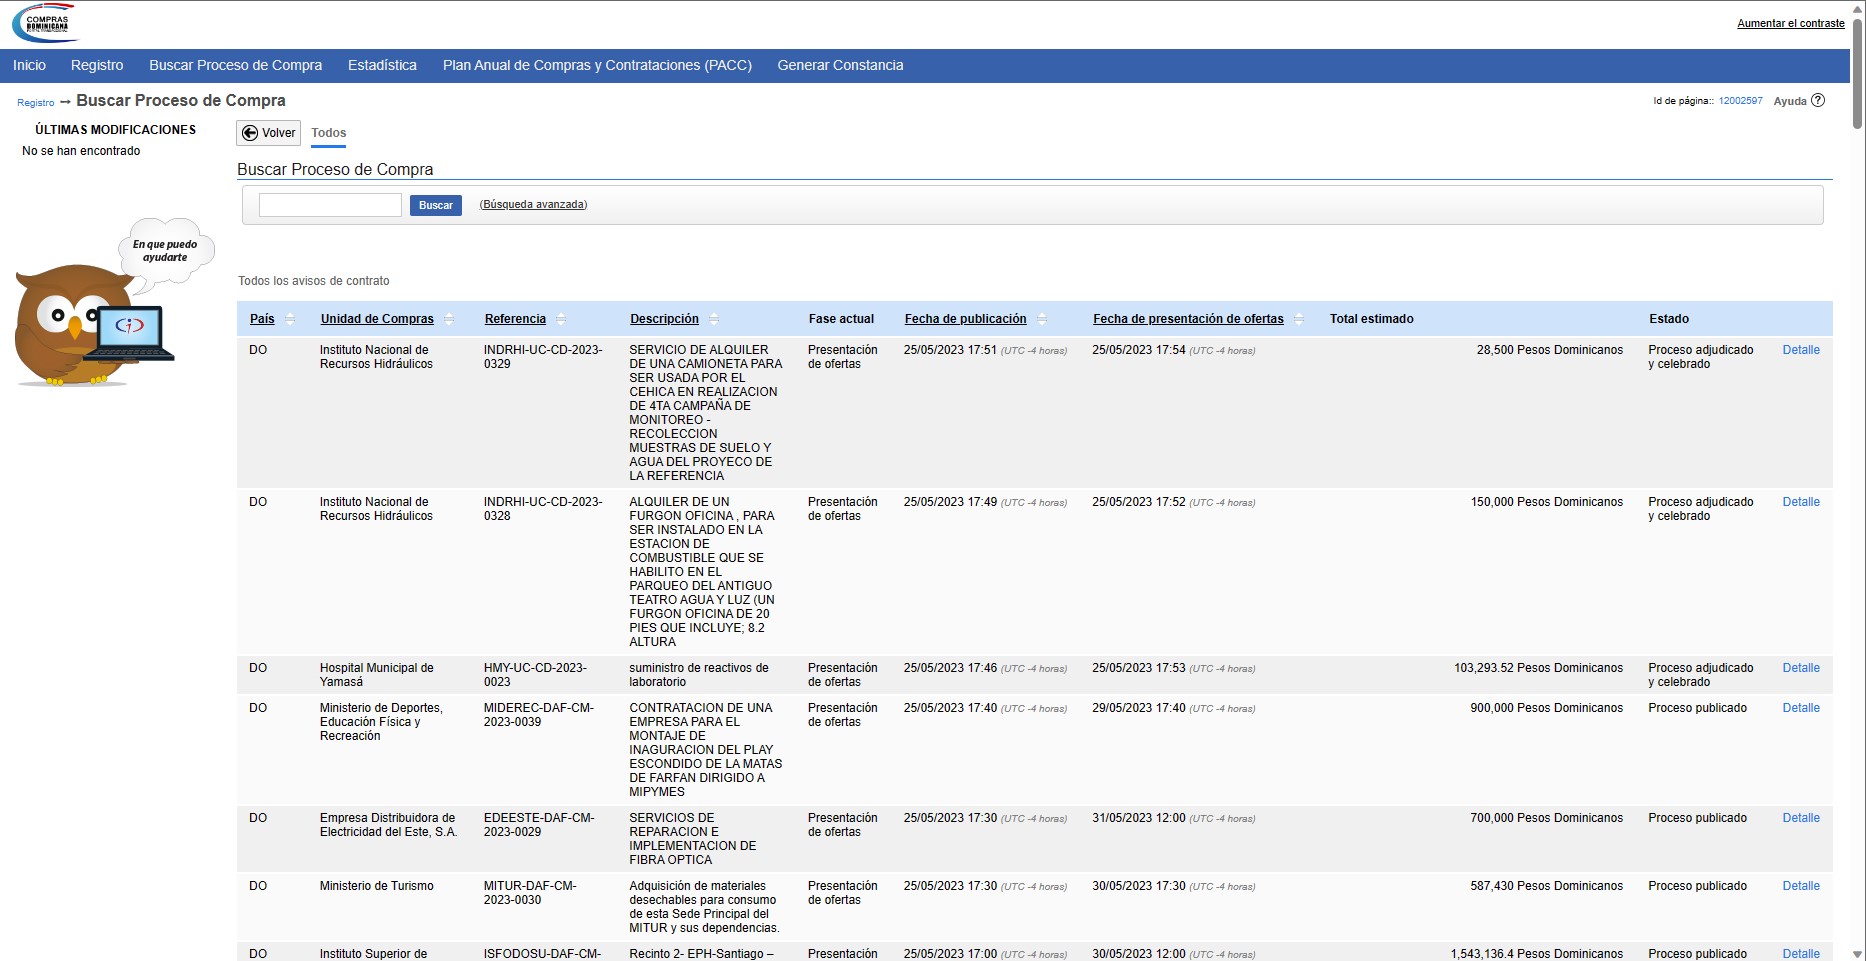 COMPRAS
DOMINICANA
Aumentar el contraste
Inicio Registro Buscar Proceso de Compra Estadística Plan Anual de Compras y Contrataciones (PACC) Generar Constancia
Registro → Buscar Proceso de Compra
Id de página:: 12002597 Ayuda ?
ÚLTIMAS MODIFICACIONES
No se han encontrado
En que puedo
ayudarte
Volver Todos
Buscar Proceso de Compra
Buscar (Búsqueda avanzada)
Todos los avisos de contrato
País Unidad de Compras Referencia Descripción Fase actual Fecha de publicación Fecha de presentación de ofertas Total estimado Estado
DO Instituto Nacional de INDRHI-UC-CD-2023- SERVICIO DE ALQUILER Presentación 25/05/2023 17:51 (UTC -4 horas) 25/05/2023 17:54 (UTC -4 horas) 28,500 Pesos Dominicanos Proceso adjudicado Detalle
Recursos Hidráulicos 0329 DE UNA CAMIONETA PARA de ofertas y celebrado
SER USADA POR EL
CEHICA EN REALIZACION
DE 4TA CAMPAÑA DE
MONITOREO -
RECOLECCION
MUESTRAS DE SUELO Y
AGUA DEL PROYECO DE
LA REFERENCIA
DO Instituto Nacional de INDRHI-UC-CD-2023- ALQUILER DE UN Presentación 25/05/2023 17:49 (UTC -4 horas) 25/05/2023 17:52 (UTC -4 horas) 150,000 Pesos Dominicanos Proceso adjudicado Detalle
Recursos Hidráulicos 0328 FURGON OFICINA , PARA de ofertas y celebrado
SER INSTALADO EN LA
ESTACION DE
COMBUSTIBLE QUE SE
HABILITO EN EL
PARQUEO DEL ANTIGUO
TEATRO AGUA Y LUZ (UN
FURGON OFICINA DE 20
PIES QUE INCLUYE; 8.2
ALTURA
DO Hospital Municipal de HMY-UC-CD-2023- suministro de reactivos de Presentación 25/05/2023 17:46 (UTC -4 horas) 25/05/2023 17:53 (UTC -4 horas) 103,293.52 Pesos Dominicanos Proceso adjudicado Detalle
Yamasá 0023 laboratorio de ofertas y celebrado
DO Ministerio de Deportes, MIDEREC-DAF-CM- CONTRATACION DE UNA Presentación 25/05/2023 17:40 (UTC -4 horas) 29/05/2023 17:40 (UTC -4 horas) 900,000 Pesos Dominicanos Proceso publicado Detalle
Educación Física y 2023-0039 EMPRESA PARA EL de ofertas
Recreación MONTAJE DE
INAGURACION DEL PLAY
ESCONDIDO DE LA MATAS
DE FARFAN DIRIGIDO A
MIPYMES
DO Empresa Distribuidora de EDEESTE-DAF-CM- SERVICIOS DE Presentación 25/05/2023 17:30 (UTC -4 horas) 31/05/2023 12:00 (UTC -4 horas) 700,000 Pesos Dominicanos Proceso publicado Detalle
Electricidad del Este, S.A. 2023-0029 REPARACION E de ofertas
IMPLEMENTACION DE
FIBRA OPTICA
DO Ministerio de Turismo MITUR-DAF-CM- Adquisición de materiales Presentación 25/05/2023 17:30 (UTC -4 horas) 30/05/2023 17:30 (UTC -4 horas) 587,430 Pesos Dominicanos Proceso publicado Detalle
2023-0030 desechables para consumo de ofertas
de esta Sede Principal del
MITUR y sus dependencias.
DO Instituto Superior de ISFODOSU-DAF-CM- Recinto 2- EPH-Santiago – Presentación 25/05/2023 17:00 (UTC -4 horas) 30/05/2023 12:00 (UTC -4 horas) 1,543,136.4 Pesos Dominicanos Proceso publicado Detalle